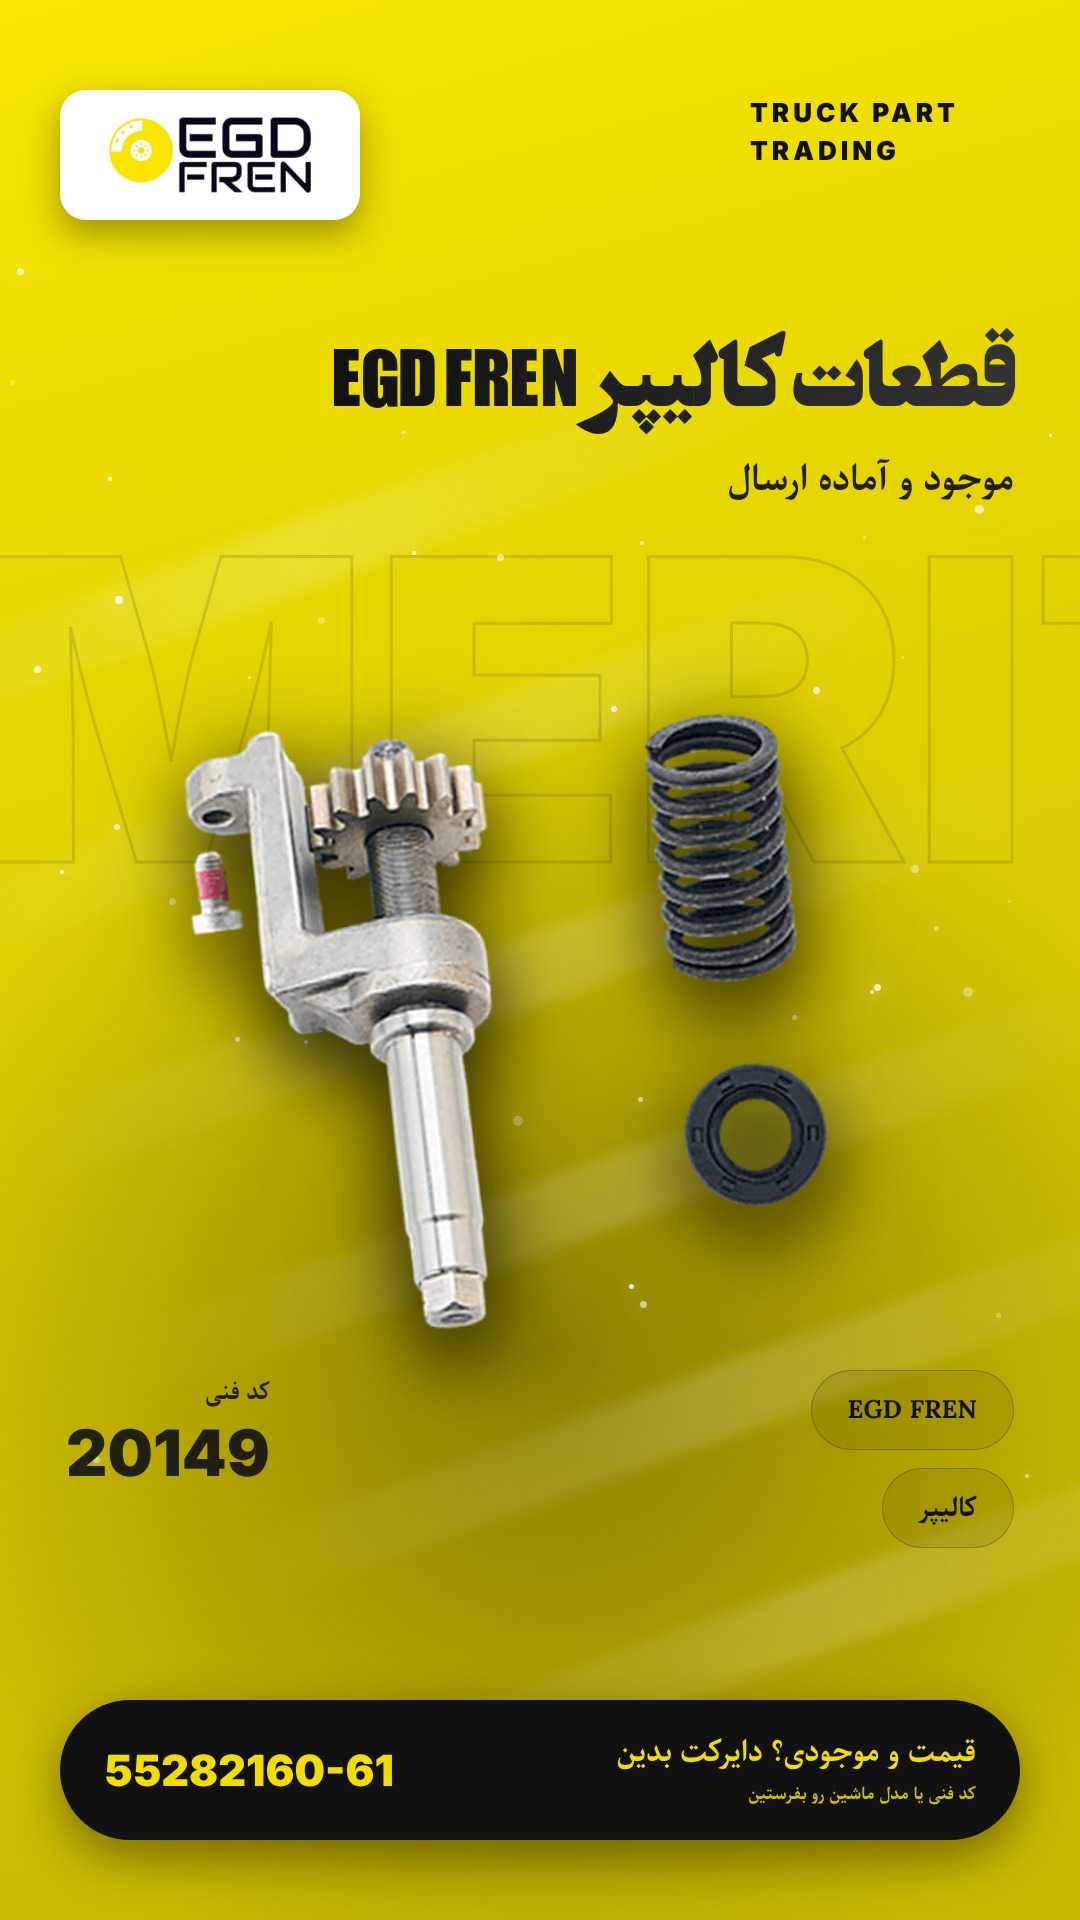 EGD
FREN
TRUCK PART
TRADING
قطعات کالیپر EGD FREN
موجود و آماده ارسال
MERIT
کد فنی
20149
EGD FREN
کالیپر
قیمت و موجودی؟ دایرکت بدین
کد فنی یا مدل ماشین رو بفرستین
55282160-61